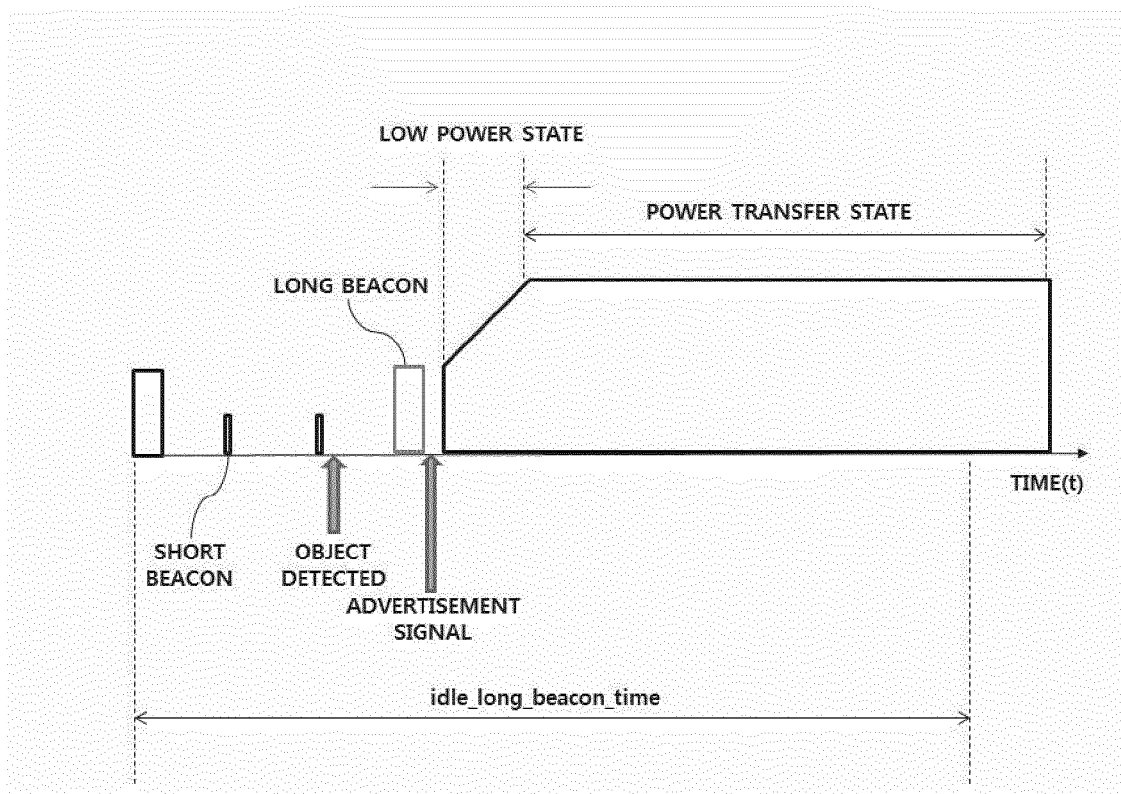 LOW POWER STATE
POWER TRANSFER STATE
LONG BEACON
TIME(t)
SHORT
BEACON
OBJECT
DETECTED
ADVERTISEMENT
SIGNAL
idle_long_beacon_time